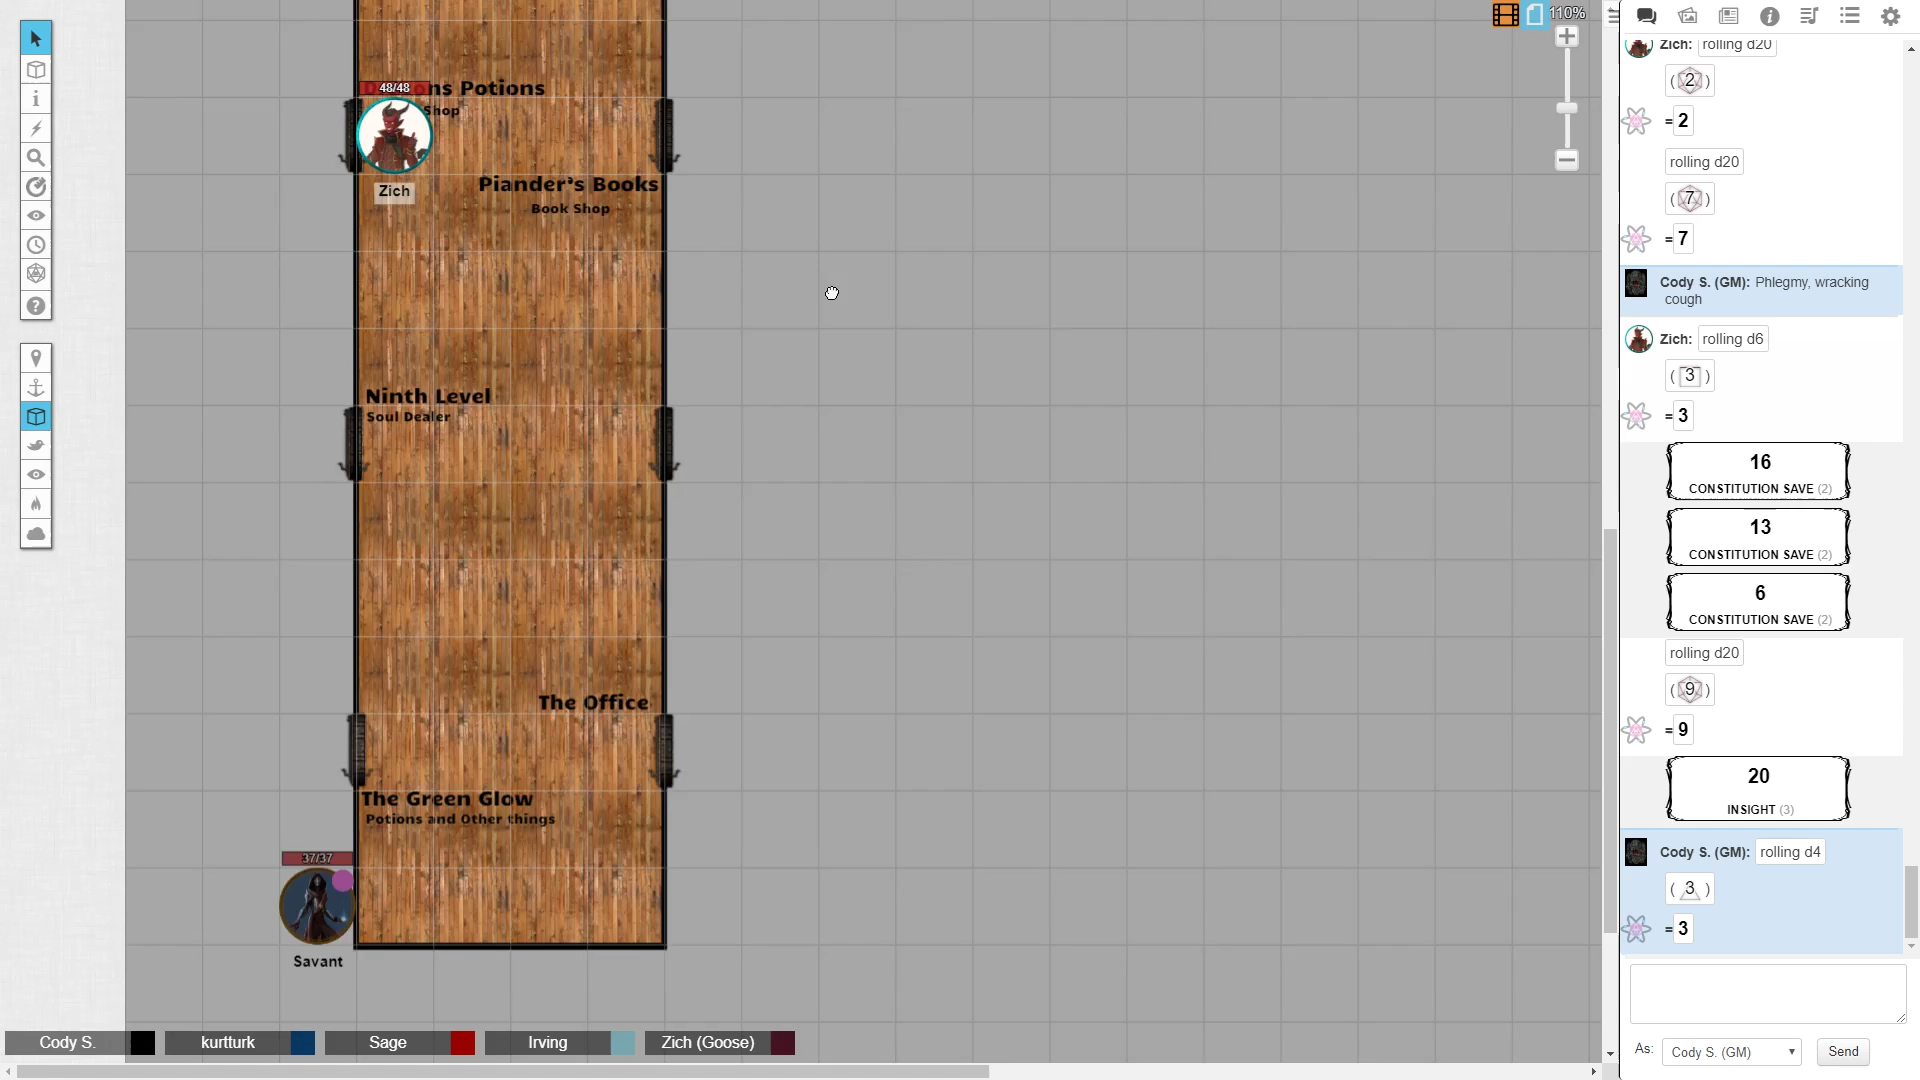 110%
48/48
ns Potions
Shop
Zich
Piander's Books
Book Shop
Ninth Level
Soul Dealer
The Office
The Green Glow
Potions and Other things
37/37
Savant
Cody S.
kurtturk
Sage
Irving
Zich (Goose)
Zich: rolling d20
(2)
=2
rolling d20
(7)
=7
Cody S. (GM): Phlegmy, wracking
cough
Zich: rolling d6
(3)
=3
16
CONSTITUTION SAVE (2)
13
CONSTITUTION SAVE (2)
6
CONSTITUTION SAVE (2)
rolling d20
(9)
=9
20
INSIGHT (3)
Cody S. (GM): rolling d4
(3)
=3
As: Cody S. (GM)
Send